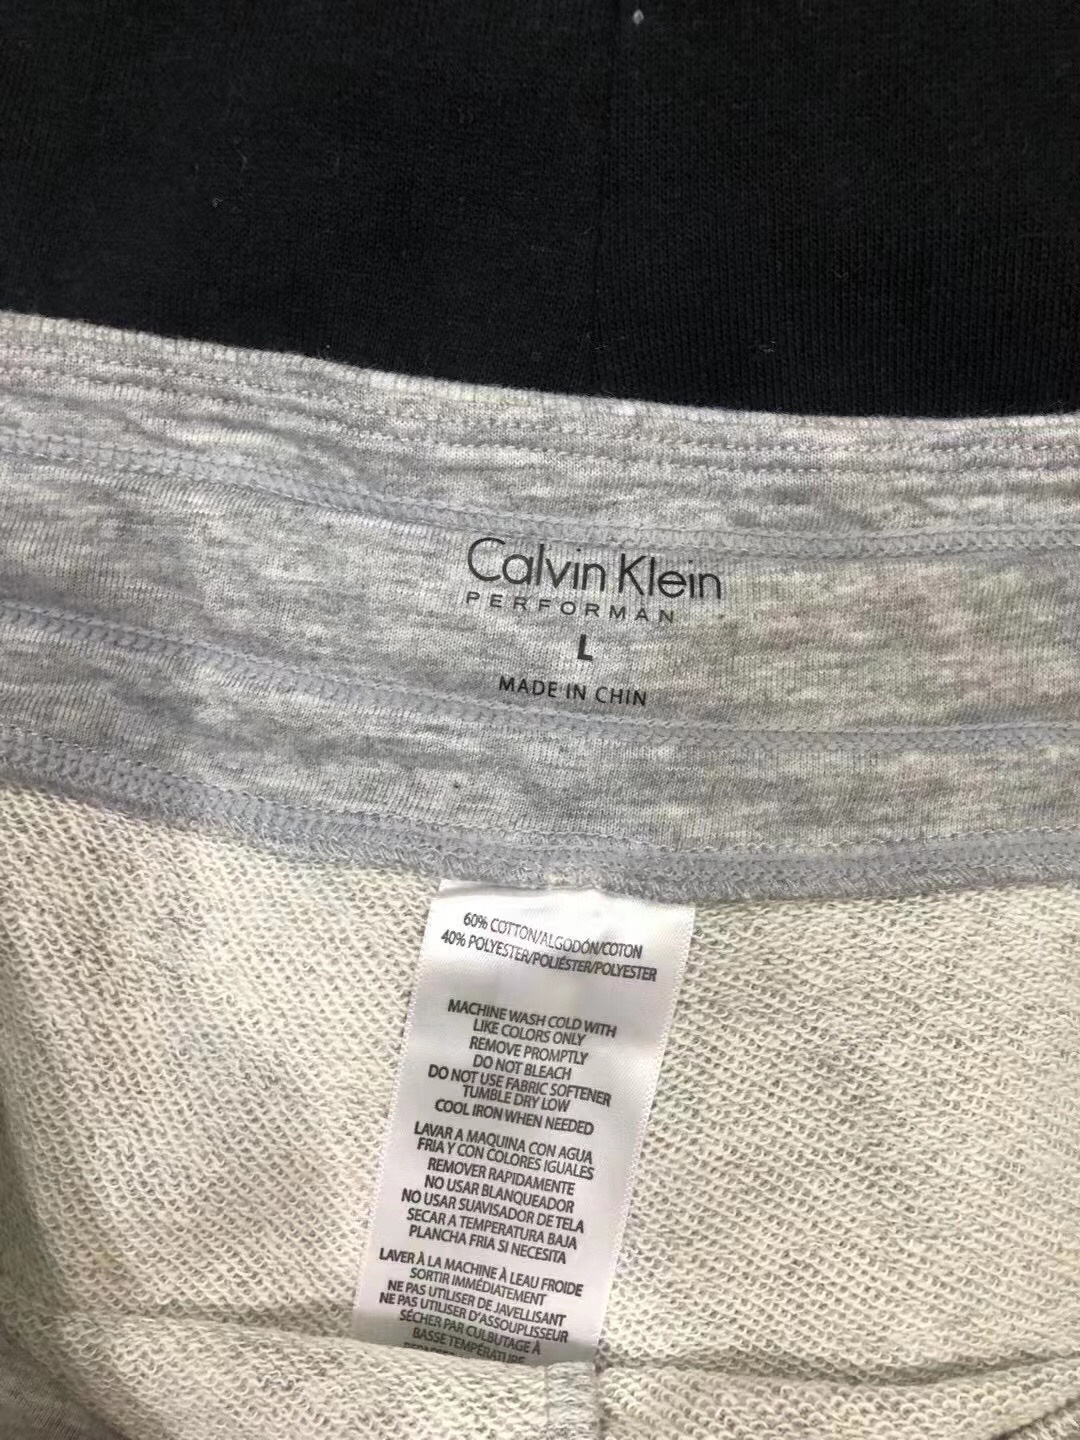 Calvin Klein
PERFORMAN
L
MADE IN CHIN
60% COTTON/ALGODÓN/COTON
40% POLYESTER/POLIÉSTER/POLYESTER
MACHINE WASH COLD WITH
LIKE COLORS ONLY
REMOVE PROMPTLY
DO NOT BLEACH
DO NOT USE FABRIC SOFTENER
TUMBLE DRY LOW
COOL IRON WHEN NEEDED
LAVAR A MAQUINA CON AGUA
FRIA Y CON COLORES IGUALES
REMOVER RAPIDAMENTE
NO USAR BLANQUEADOR
NO USAR SUAVISADOR DE TELA
SECAR A TEMPERATURA BAJA
PLANCHA FRIA SI NECESITA
LAVER À LA MACHINE À LEAU FROIDE
SORTIR IMMÉDIATEMENT
NE PAS UTILISER DE JAVELLISANT
NE PAS UTILISER D'ASSOUPLISSEUR
SÉCHER PAR CULBUTAGE À
BASSE TEMPÉRATURE